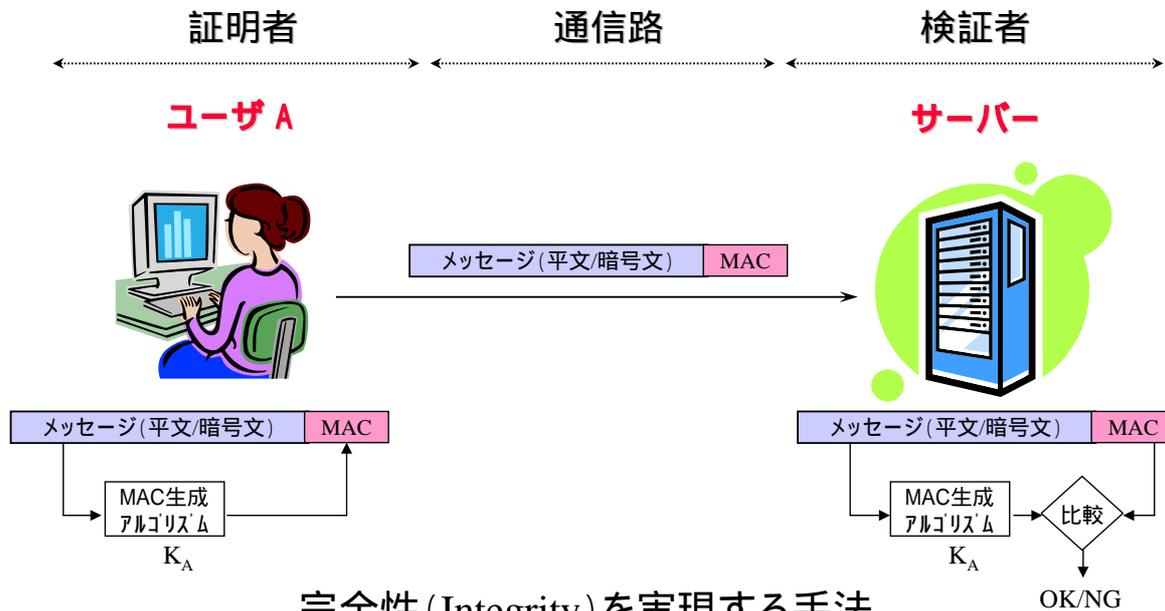 証明者
通信路
検証者
ユーザ A
サーバー
メッセージ(平文/暗号文) MAC
メッセージ(平文/暗号文) MAC
メッセージ(平文/暗号文) MAC
MAC生成
アルゴリズム
KA
MAC生成
アルゴリズム
KA
比較
OK/NG
完全性(Integrity)を実現する手法